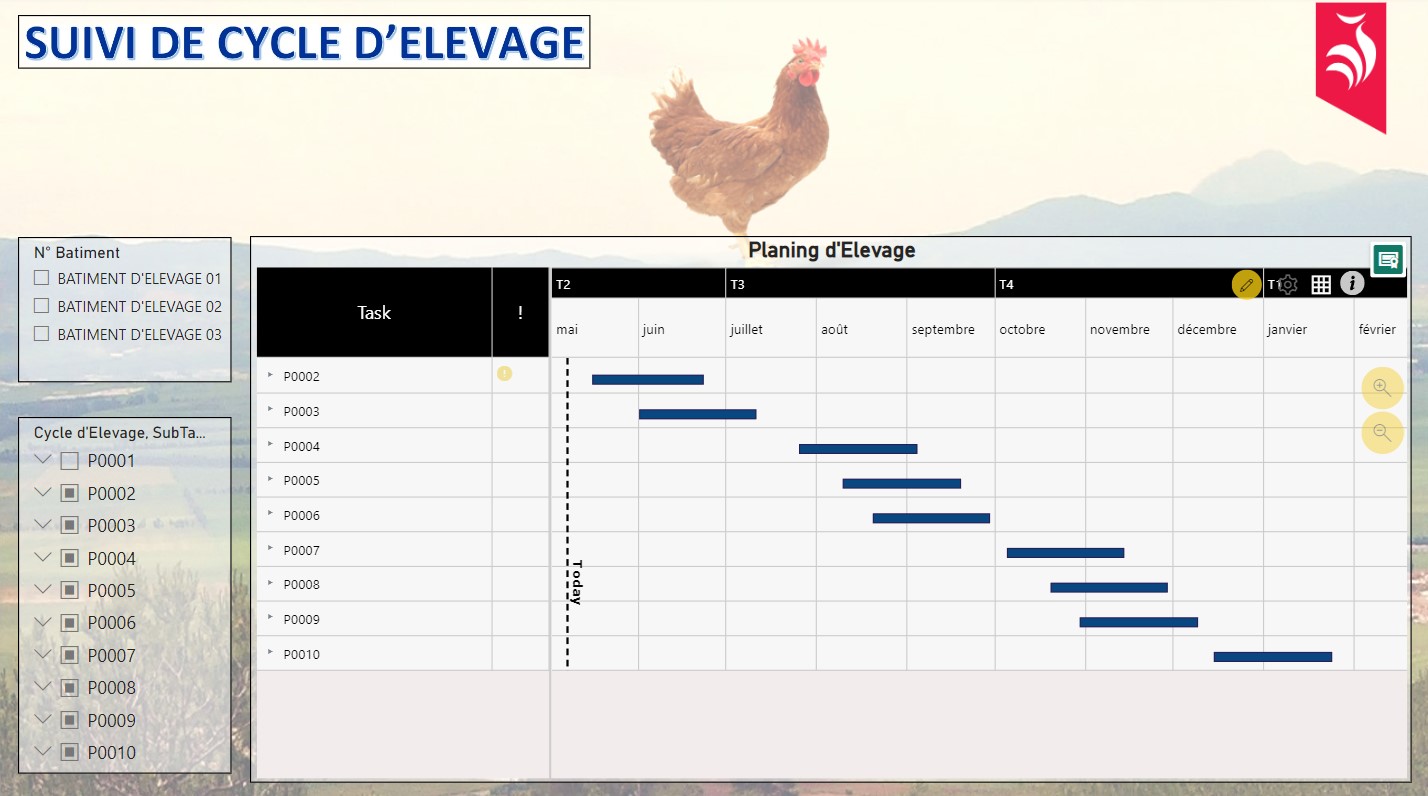 SUIVI DE CYCLE D'ELEVAGE
N° Batiment
BATIMENT D'ELEVAGE 01
BATIMENT D'ELEVAGE 02
BATIMENT D'ELEVAGE 03
Cycle d'Elevage, SubTa...
P0001
P0002
P0003
P0004
P0005
P0006
P0007
P0008
P0009
P0010
Planing d'Elevage
Task ! T2 T3 T4 T1
mai juin juillet août septembre octobre novembre décembre janvier février
P0002
P0003
P0004
P0005
P0006
P0007
P0008
P0009
P0010
Today